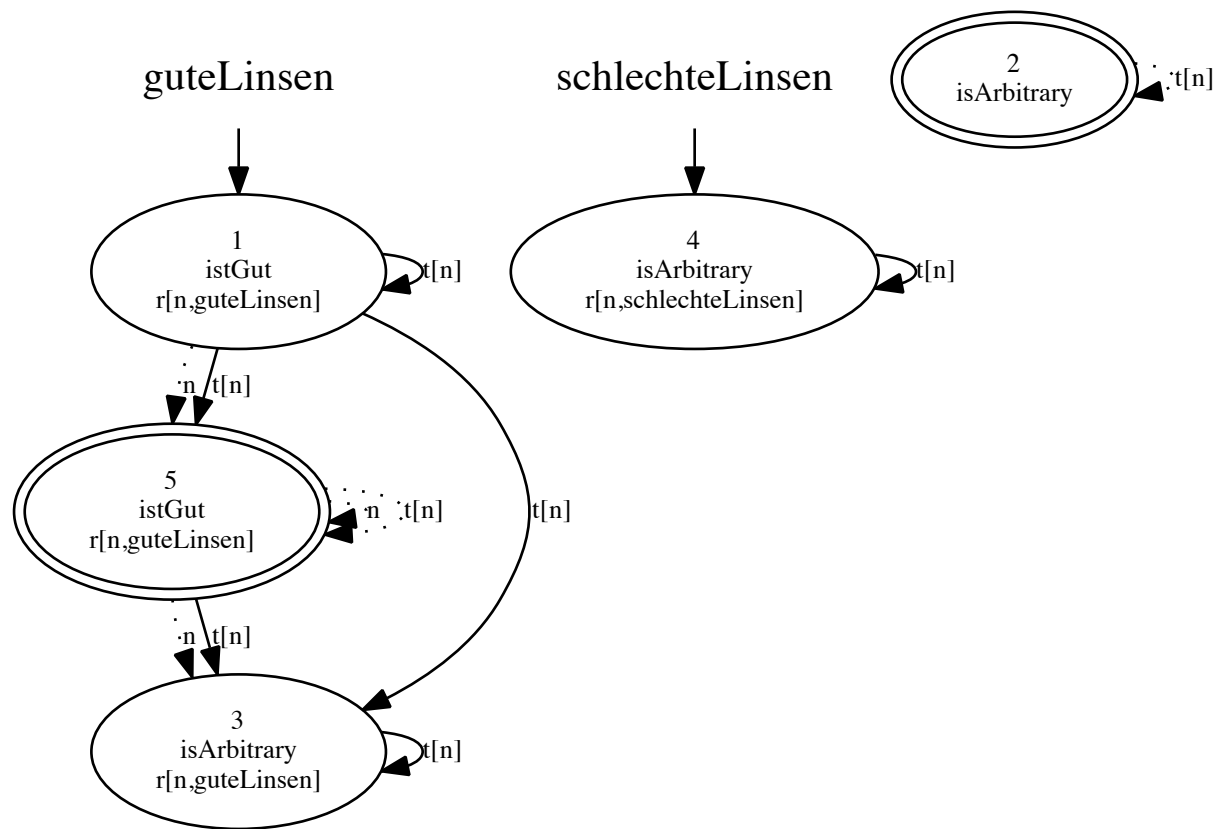 guteLinsen
schlechteLinsen
2
isArbitrary
t[n]
1
istGut
r[n,guteLinsen]
t[n]
4
isArbitrary
r[n,schlechteLinsen]
t[n]
n
t[n]
5
istGut
r[n,guteLinsen]
n
t[n]
t[n]
n
t[n]
3
isArbitrary
r[n,guteLinsen]
t[n]